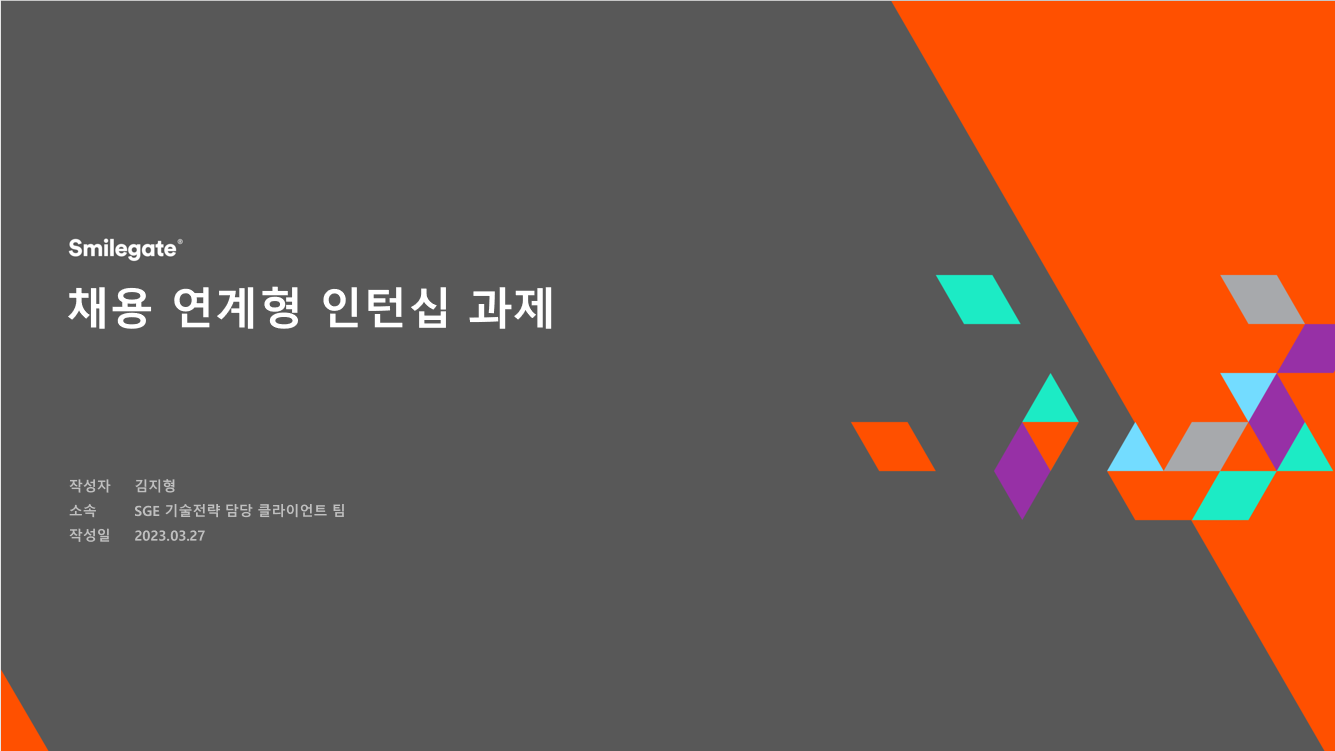 Smilegate®
채용 연계형 인턴십 과제
작성자 김지형
소속 SGE 기술전략 담당 클라이언트 팀
작성일 2023.03.27